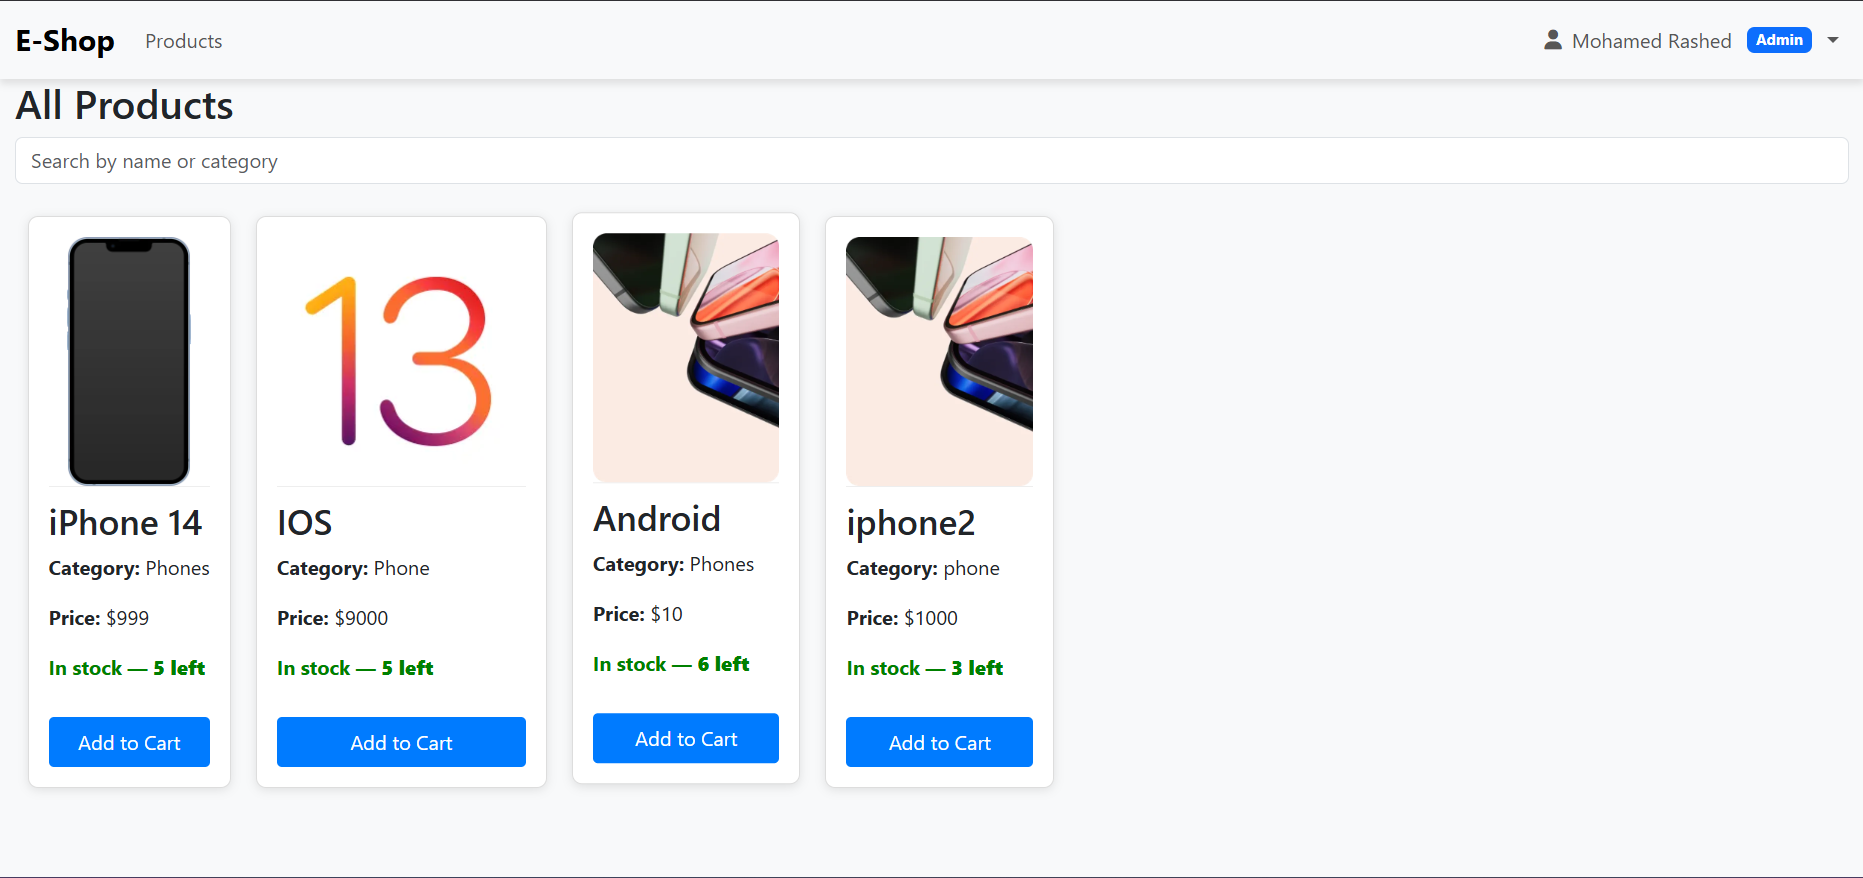 E-Shop Products Mohamed Rashed Admin
All Products
Search by name or category
13
iPhone 14
Category: Phones
Price: $999
In stock — 5 left
Add to Cart
IOS
Category: Phone
Price: $9000
In stock — 5 left
Add to Cart
Android
Category: Phones
Price: $10
In stock — 6 left
Add to Cart
iphone2
Category: phone
Price: $1000
In stock — 3 left
Add to Cart